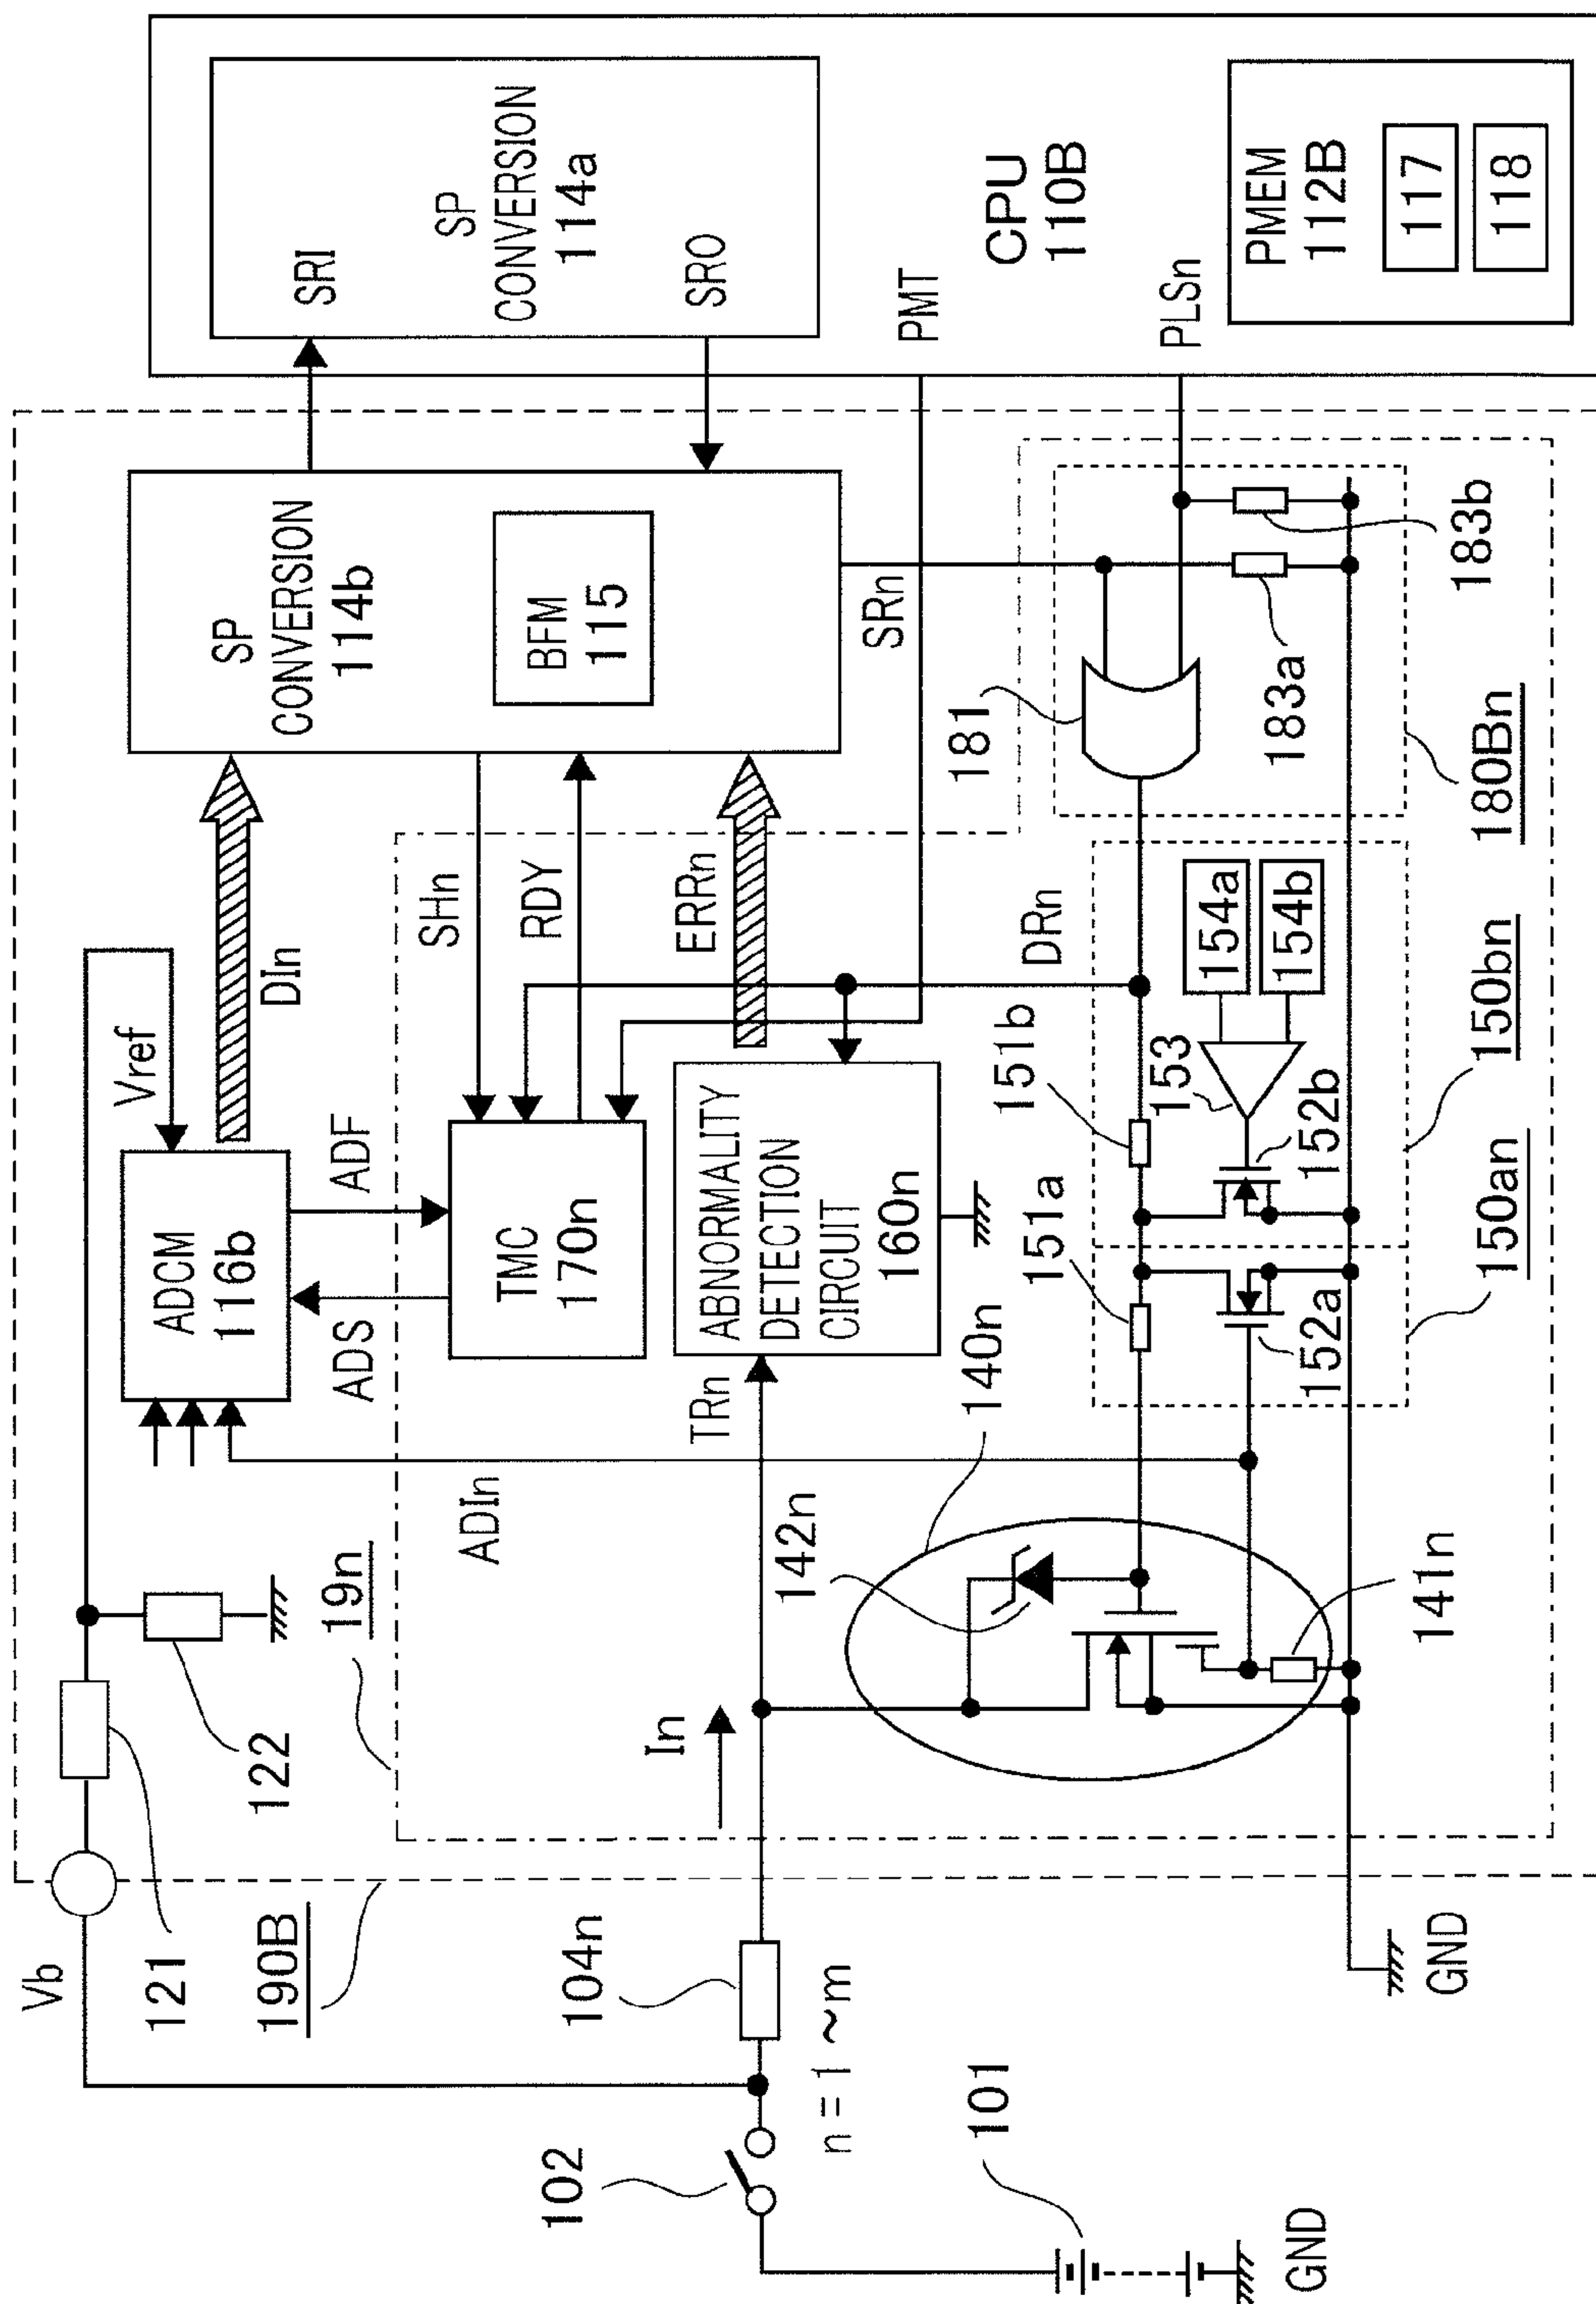 Vb
121
122
190B
19n
Vref
ADCM
116b
DIn
ADF
ADS
ADIn
SP
CONVERSION
114b
BFM
115
SP
CONVERSION
114a
SRI
SRO
SHn
RDY
ERRn
TMC
170n
SRn
PMT
CPU
110B
PLSn
PMEM
112B
117
118
ABNORMALITY
DETECTION
CIRCUIT
160n
TRn
DRn
181
183a
183b
180Bn
151b
151a
153
154a
154b
152b
152a
150bn
150an
140n
142n
141n
In
104n
n = 1 ~ m
102
101
GND
GND